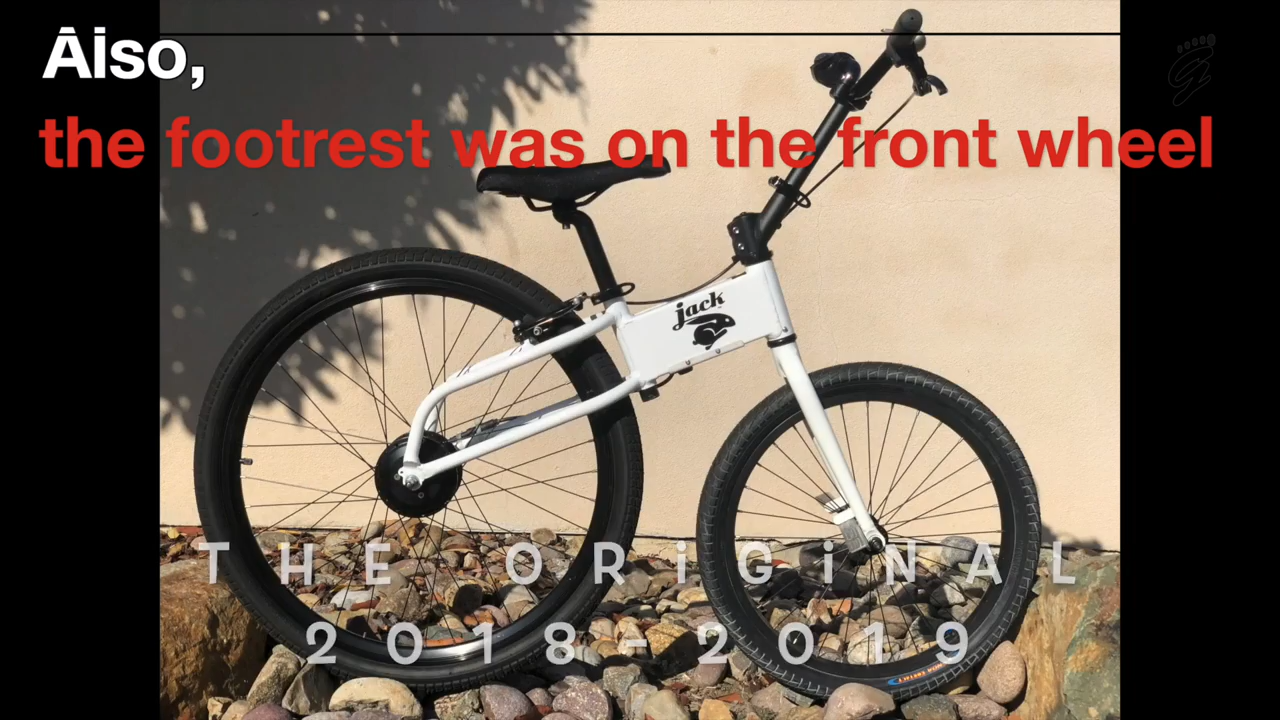 Also,
the footrest was on the front wheel
jack
THE ORiGiNAL
2018-2019